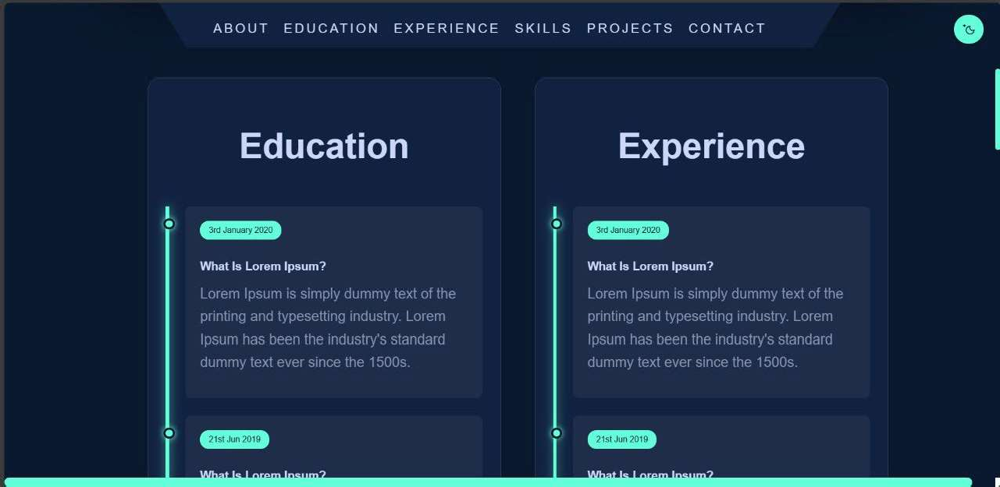 ABOUT EDUCATION EXPERIENCE SKILLS PROJECTS CONTACT
Education
3rd January 2020
What Is Lorem Ipsum?
Lorem Ipsum is simply dummy text of the
printing and typesetting industry. Lorem
Ipsum has been the industry's standard
dummy text ever since the 1500s.
21st Jun 2019
What Is Lorem Ipsum?
Experience
3rd January 2020
What Is Lorem Ipsum?
Lorem Ipsum is simply dummy text of the
printing and typesetting industry. Lorem
Ipsum has been the industry's standard
dummy text ever since the 1500s.
21st Jun 2019
What Is Lorem Ipsum?